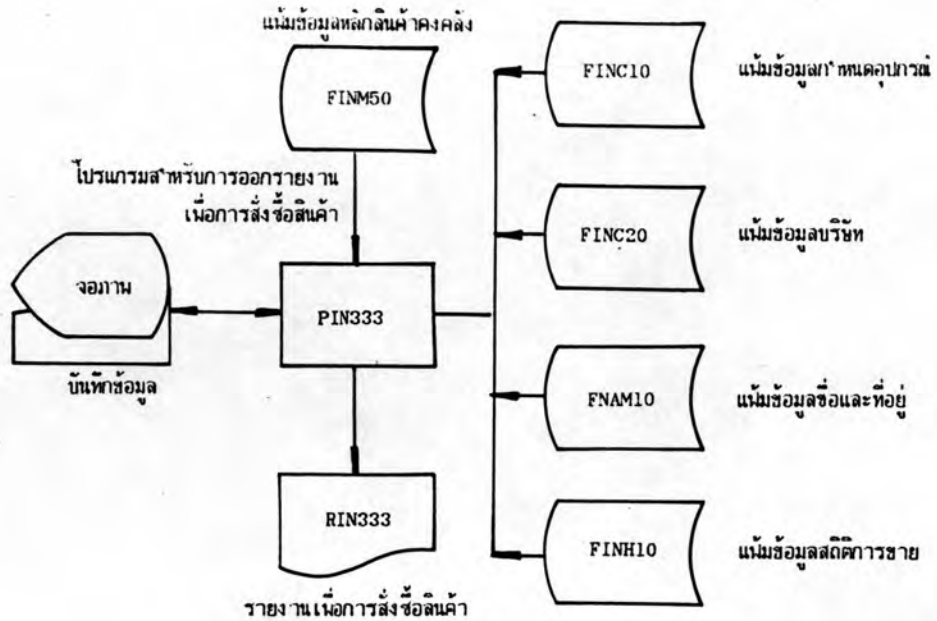 แฟ้มข้อมูลหลักสินค้าคงคลัง
FINM50
FINC10
แฟ้มข้อมูลกำหนดอุปกรณ์
โปรแกรมสำหรับการออกรายงาน
เพื่อการสั่งซื้อสินค้า
FINC20
แฟ้มข้อมูลบริษัท
จอภาพ
PIN333
บันทึกข้อมูล
FNAM10
แฟ้มข้อมูลชื่อและที่อยู่
RIN333
FINH10
แฟ้มข้อมูลสถิติการขาย
รายงานเพื่อการสั่งซื้อสินค้า